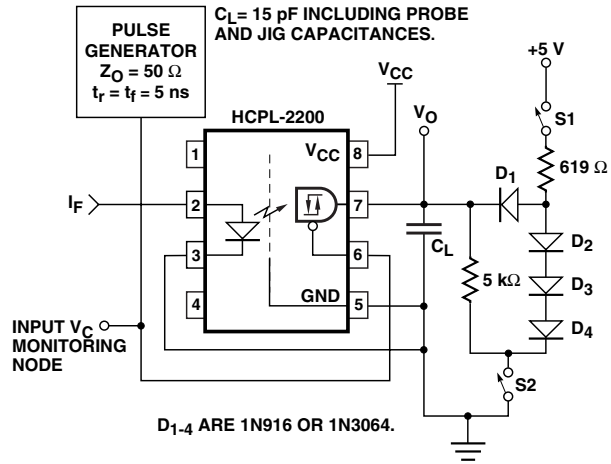 PULSE
GENERATOR
Z_O = 50 Ω
t_r = t_f = 5 ns
C_L= 15 pF INCLUDING PROBE
AND JIG CAPACITANCES.
+5 V
V_CC
V_O
S1
HCPL-2200
1
V_CC
8
619 Ω
D_1
I_F
2
7
D_2
C_L
3
6
5 kΩ
D_3
4
GND
5
D_4
INPUT V_C
MONITORING
NODE
S2
D_1-4 ARE 1N916 OR 1N3064.